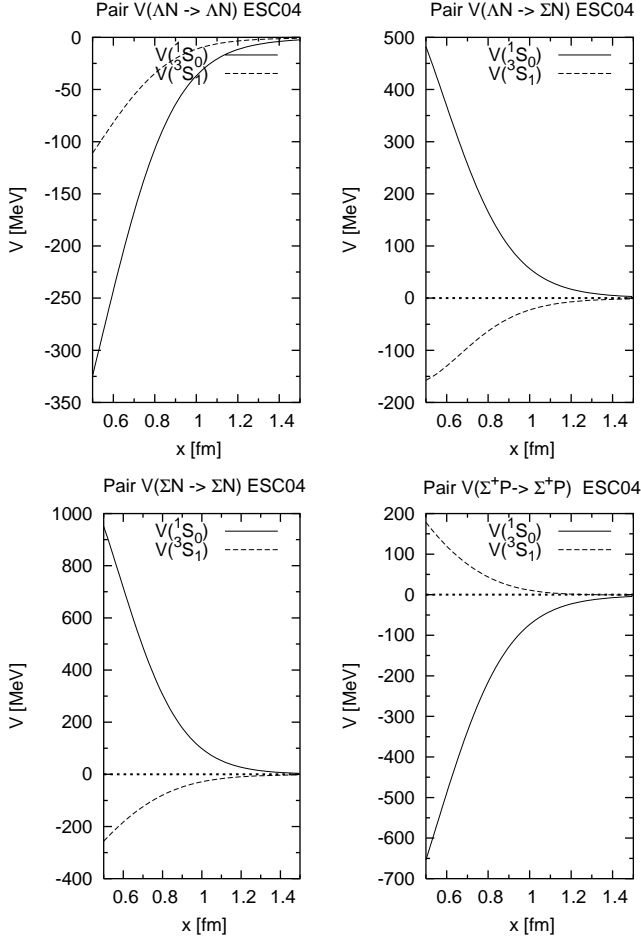 Pair V(ΛN -> ΛN) ESC04
V(¹S₀)
V(³S₁)
V [MeV]
0
-50
-100
-150
-200
-250
-300
-350
0.6 0.8 1 1.2 1.4
x [fm]
Pair V(ΛN -> ΣN) ESC04
V(¹S₀)
V(³S₁)
V [MeV]
500
400
300
200
100
0
-100
-200
0.6 0.8 1 1.2 1.4
x [fm]
Pair V(ΣN -> ΣN) ESC04
V(¹S₀)
V(³S₁)
V [MeV]
1000
800
600
400
200
0
-200
-400
0.6 0.8 1 1.2 1.4
x [fm]
Pair V(Σ⁺P-> Σ⁺P) ESC04
V(¹S₀)
V(³S₁)
V [MeV]
200
100
0
-100
-200
-300
-400
-500
-600
-700
0.6 0.8 1 1.2 1.4
x [fm]